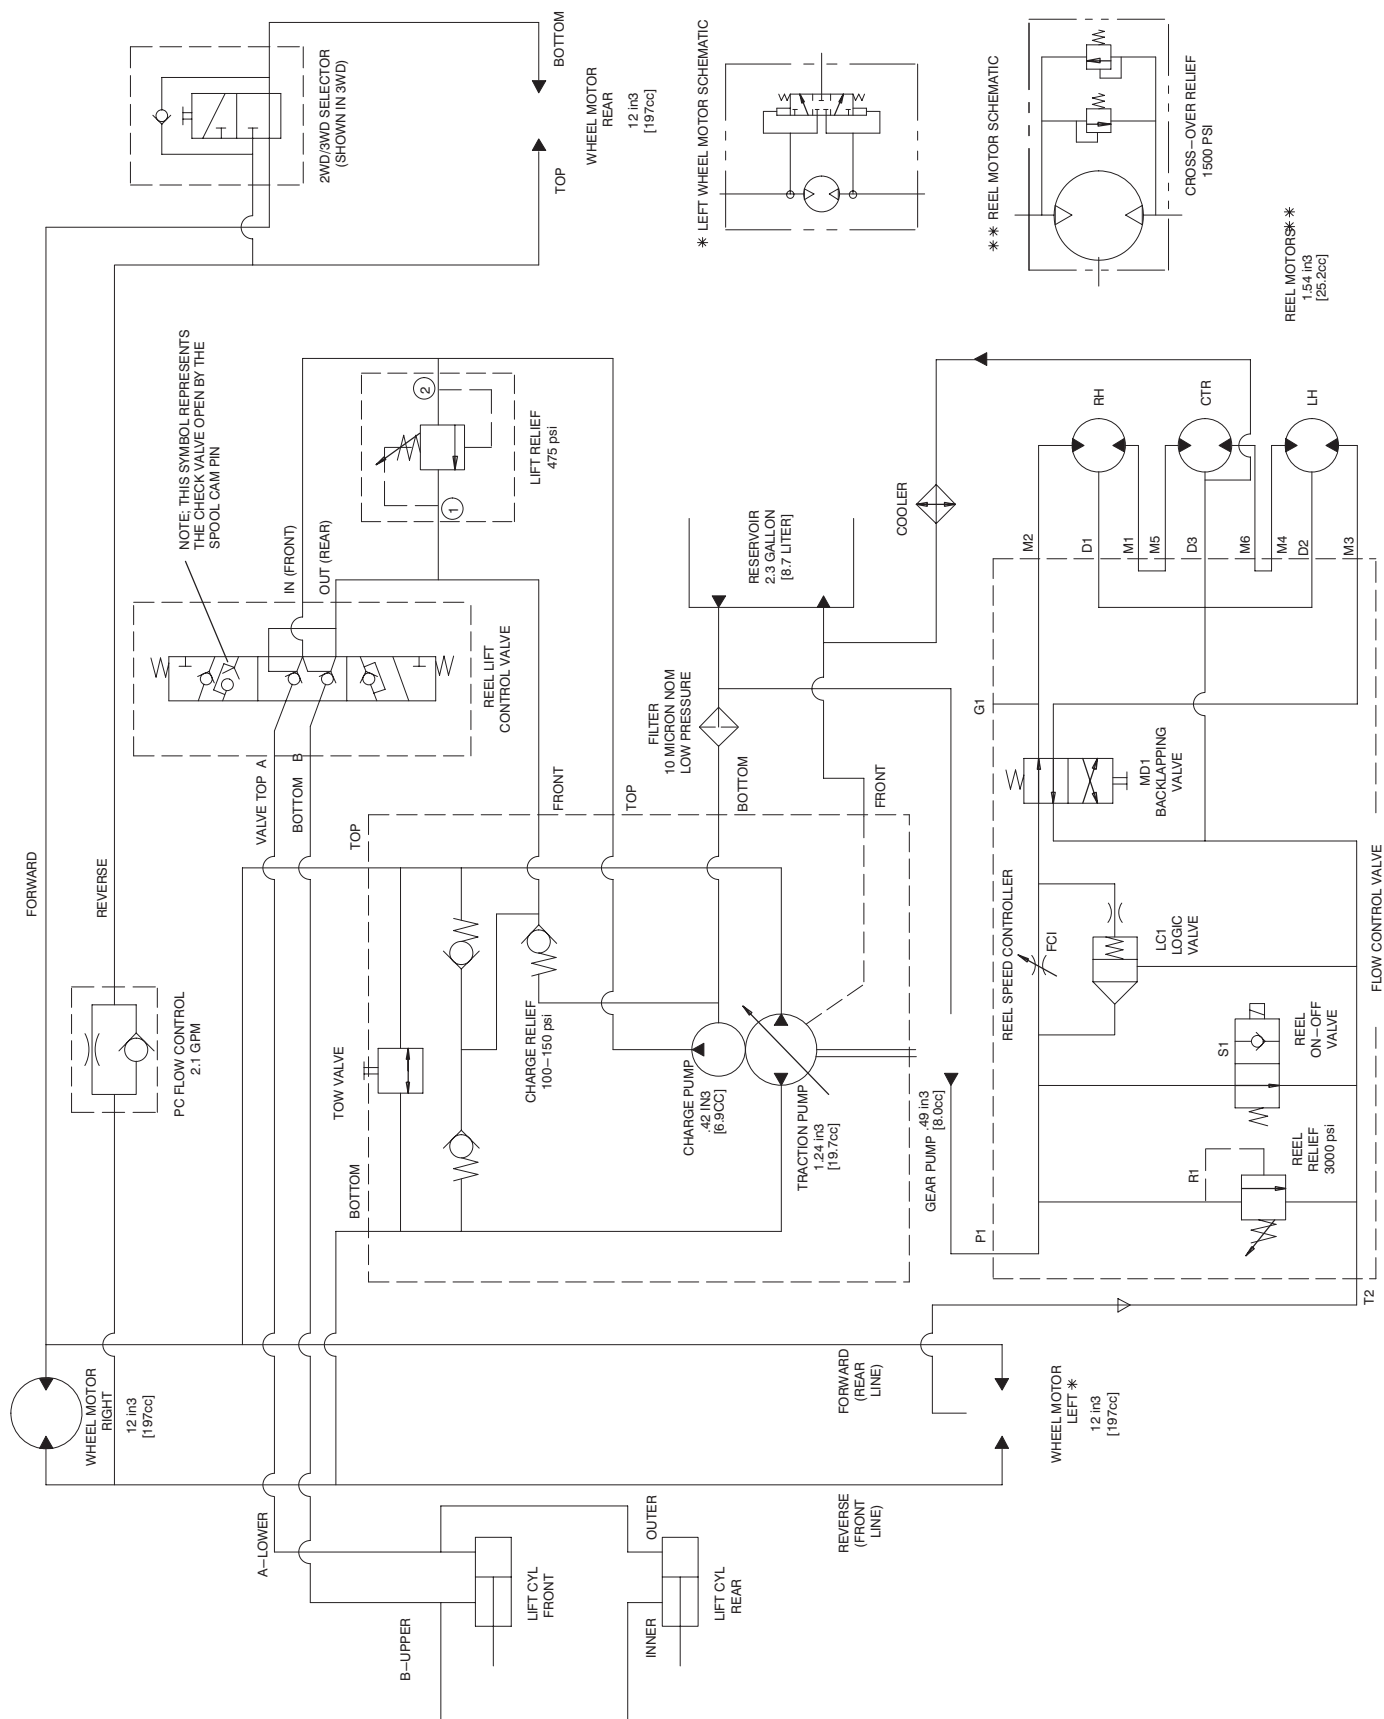 BOTTOM
2WD/3WD SELECTOR
(SHOWN IN 3WD)
WHEEL MOTOR
REAR
12 in3
[197cc]
TOP
✳ LEFT WHEEL MOTOR SCHEMATIC
✳✳ REEL MOTOR SCHEMATIC
CROSS−OVER RELIEF
1500 PSI
REEL MOTORS✳✳
1.54 in3
[25.2cc]
NOTE; THIS SYMBOL REPRESENTS
THE CHECK VALVE OPEN BY THE
SPOOL CAM PIN
IN (FRONT)
OUT (REAR)
2
1
LIFT RELIEF
475 psi
REEL LIFT
CONTROL VALVE
VALVE TOP A
BOTTOM B
FORWARD
REVERSE
PC FLOW CONTROL
2.1 GPM
RESERVOIR
2.3 GALLON
[8.7 LITER]
COOLER
FILTER
10 MICRON NOM
LOW PRESSURE
TOP
FRONT
TOP
BOTTOM
FRONT
TOW VALVE
CHARGE RELIEF
100−150 psi
CHARGE PUMP
.42 IN3
[6.9CC]
TRACTION PUMP
1.24 in3
[19.7cc]
GEAR PUMP .49 in3
[8.0cc]
BOTTOM
RH
CTR
LH
M2
D1
M1
M5
D3
M6
M4
D2
M3
G1
MD1
BACKLAPPING
VALVE
REEL SPEED CONTROLLER
FCI
LC1
LOGIC
VALVE
FLOW CONTROL VALVE
S1
REEL
ON−OFF
VALVE
R1
REEL
RELIEF
3000 psi
P1
T2
WHEEL MOTOR
RIGHT
12 in3
[197cc]
FORWARD
(REAR
LINE)
WHEEL MOTOR
LEFT ✳
12 in3
[197cc]
REVERSE
(FRONT
LINE)
A−LOWER
B−UPPER
LIFT CYL
FRONT
OUTER
INNER
LIFT CYL
REAR